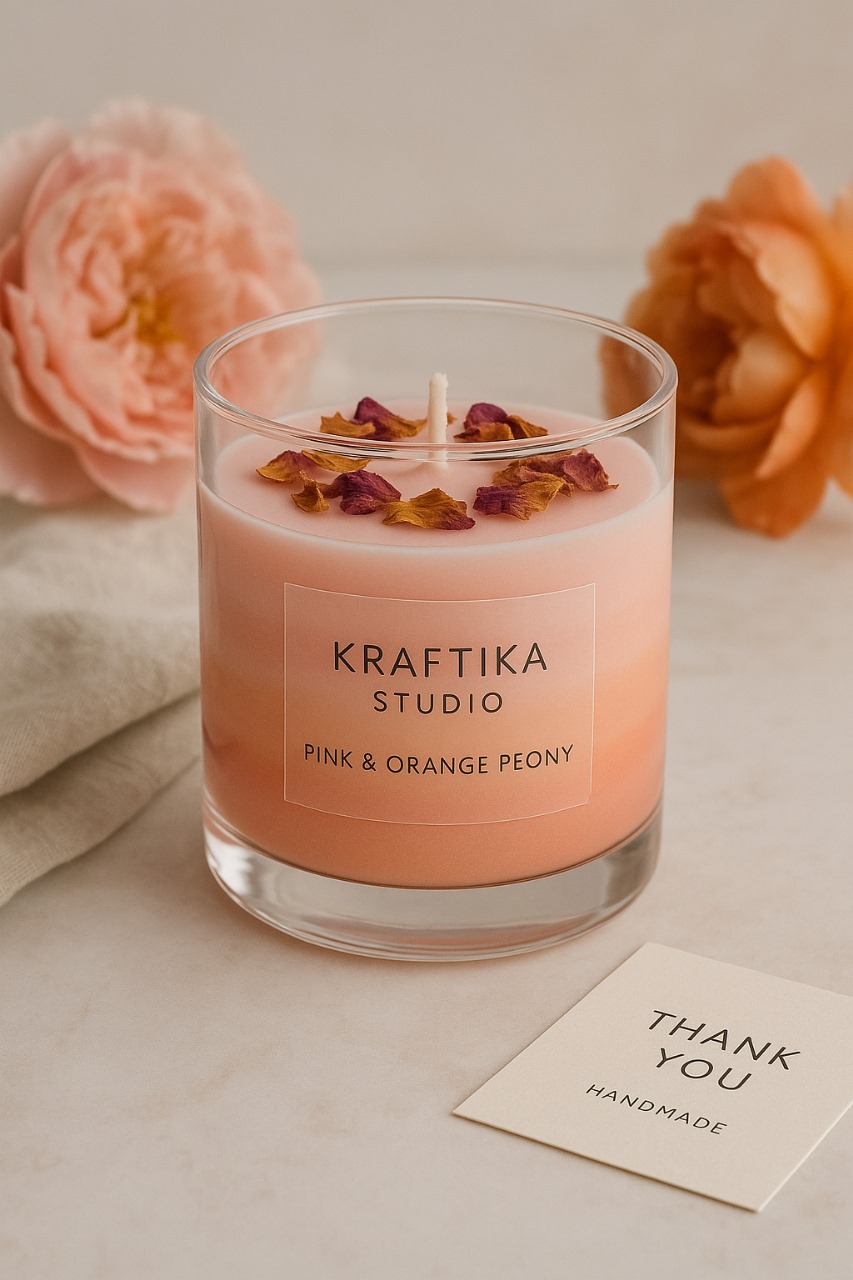 KRAFTIKA
STUDIO
PINK & ORANGE PEONY
THANK
YOU
HANDMADE